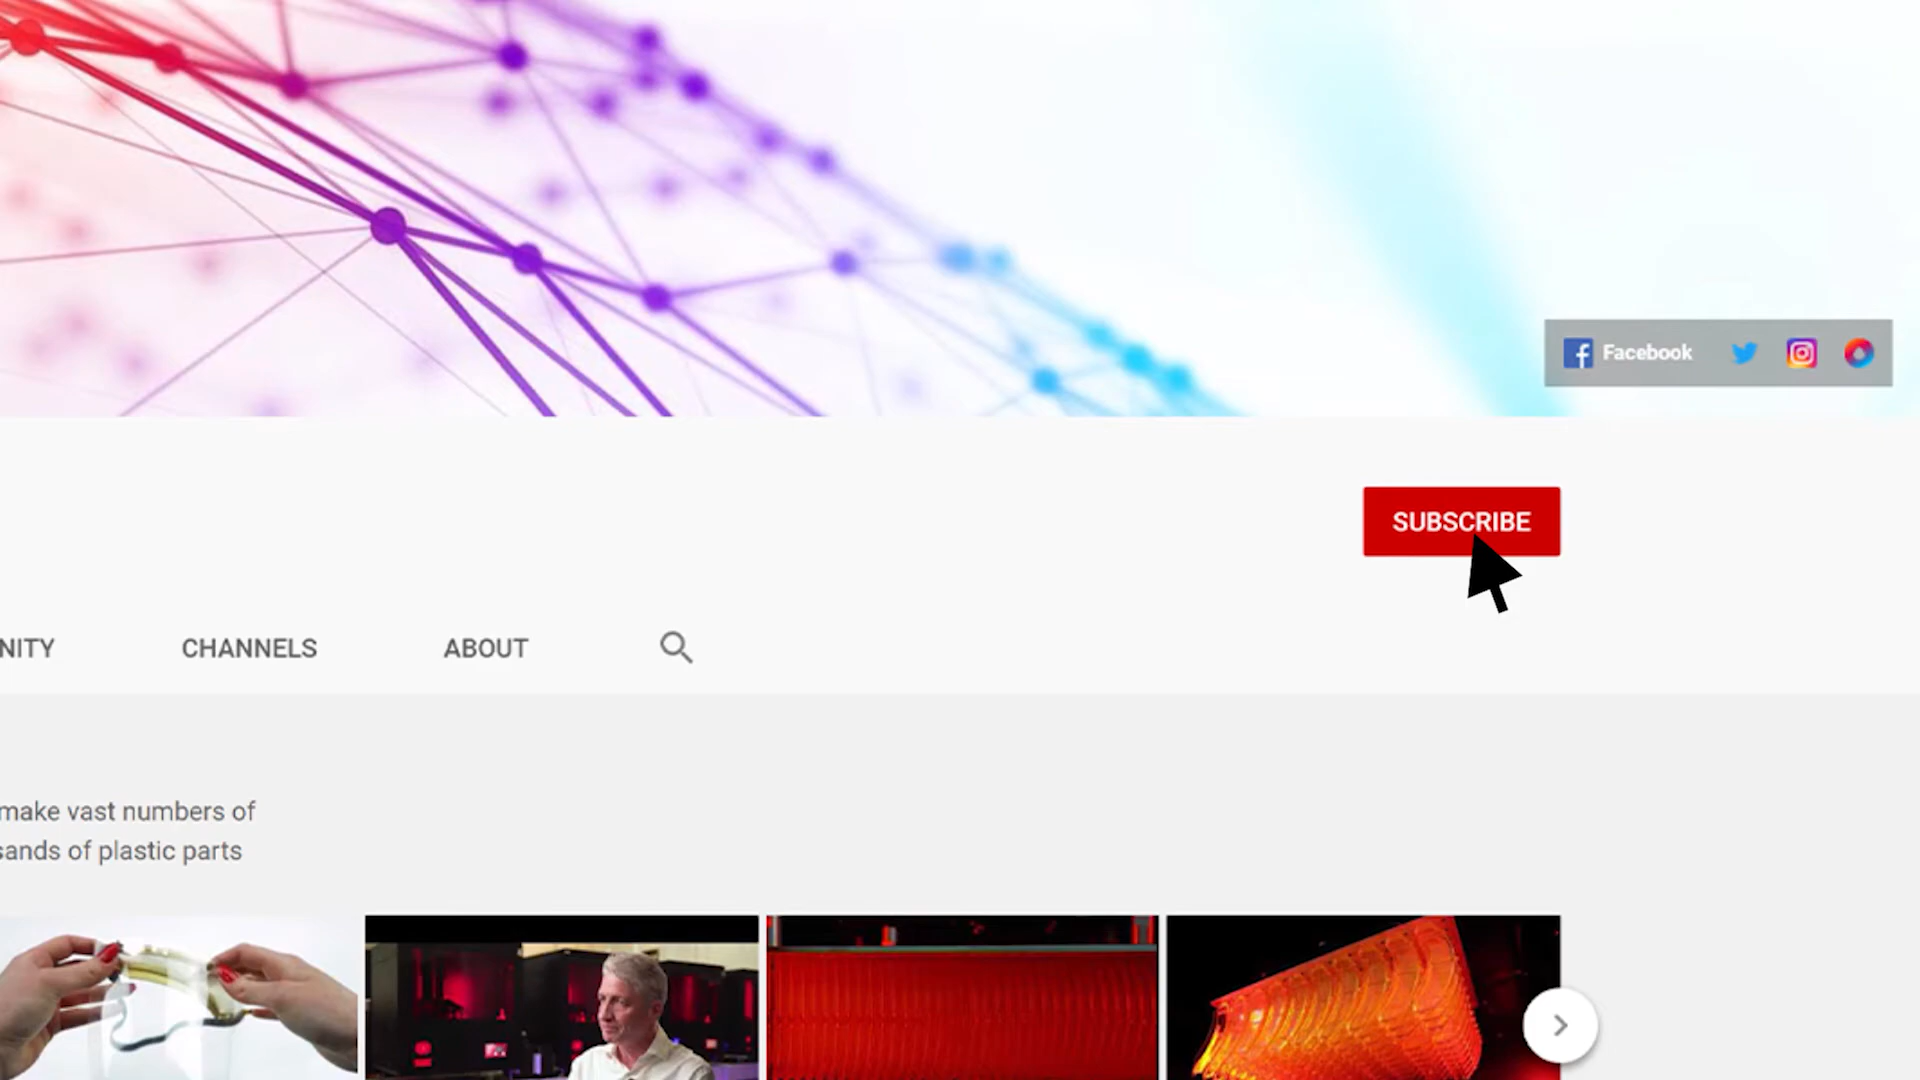 Facebook
SUBSCRIBE
NITY CHANNELS ABOUT
make vast numbers of
sands of plastic parts